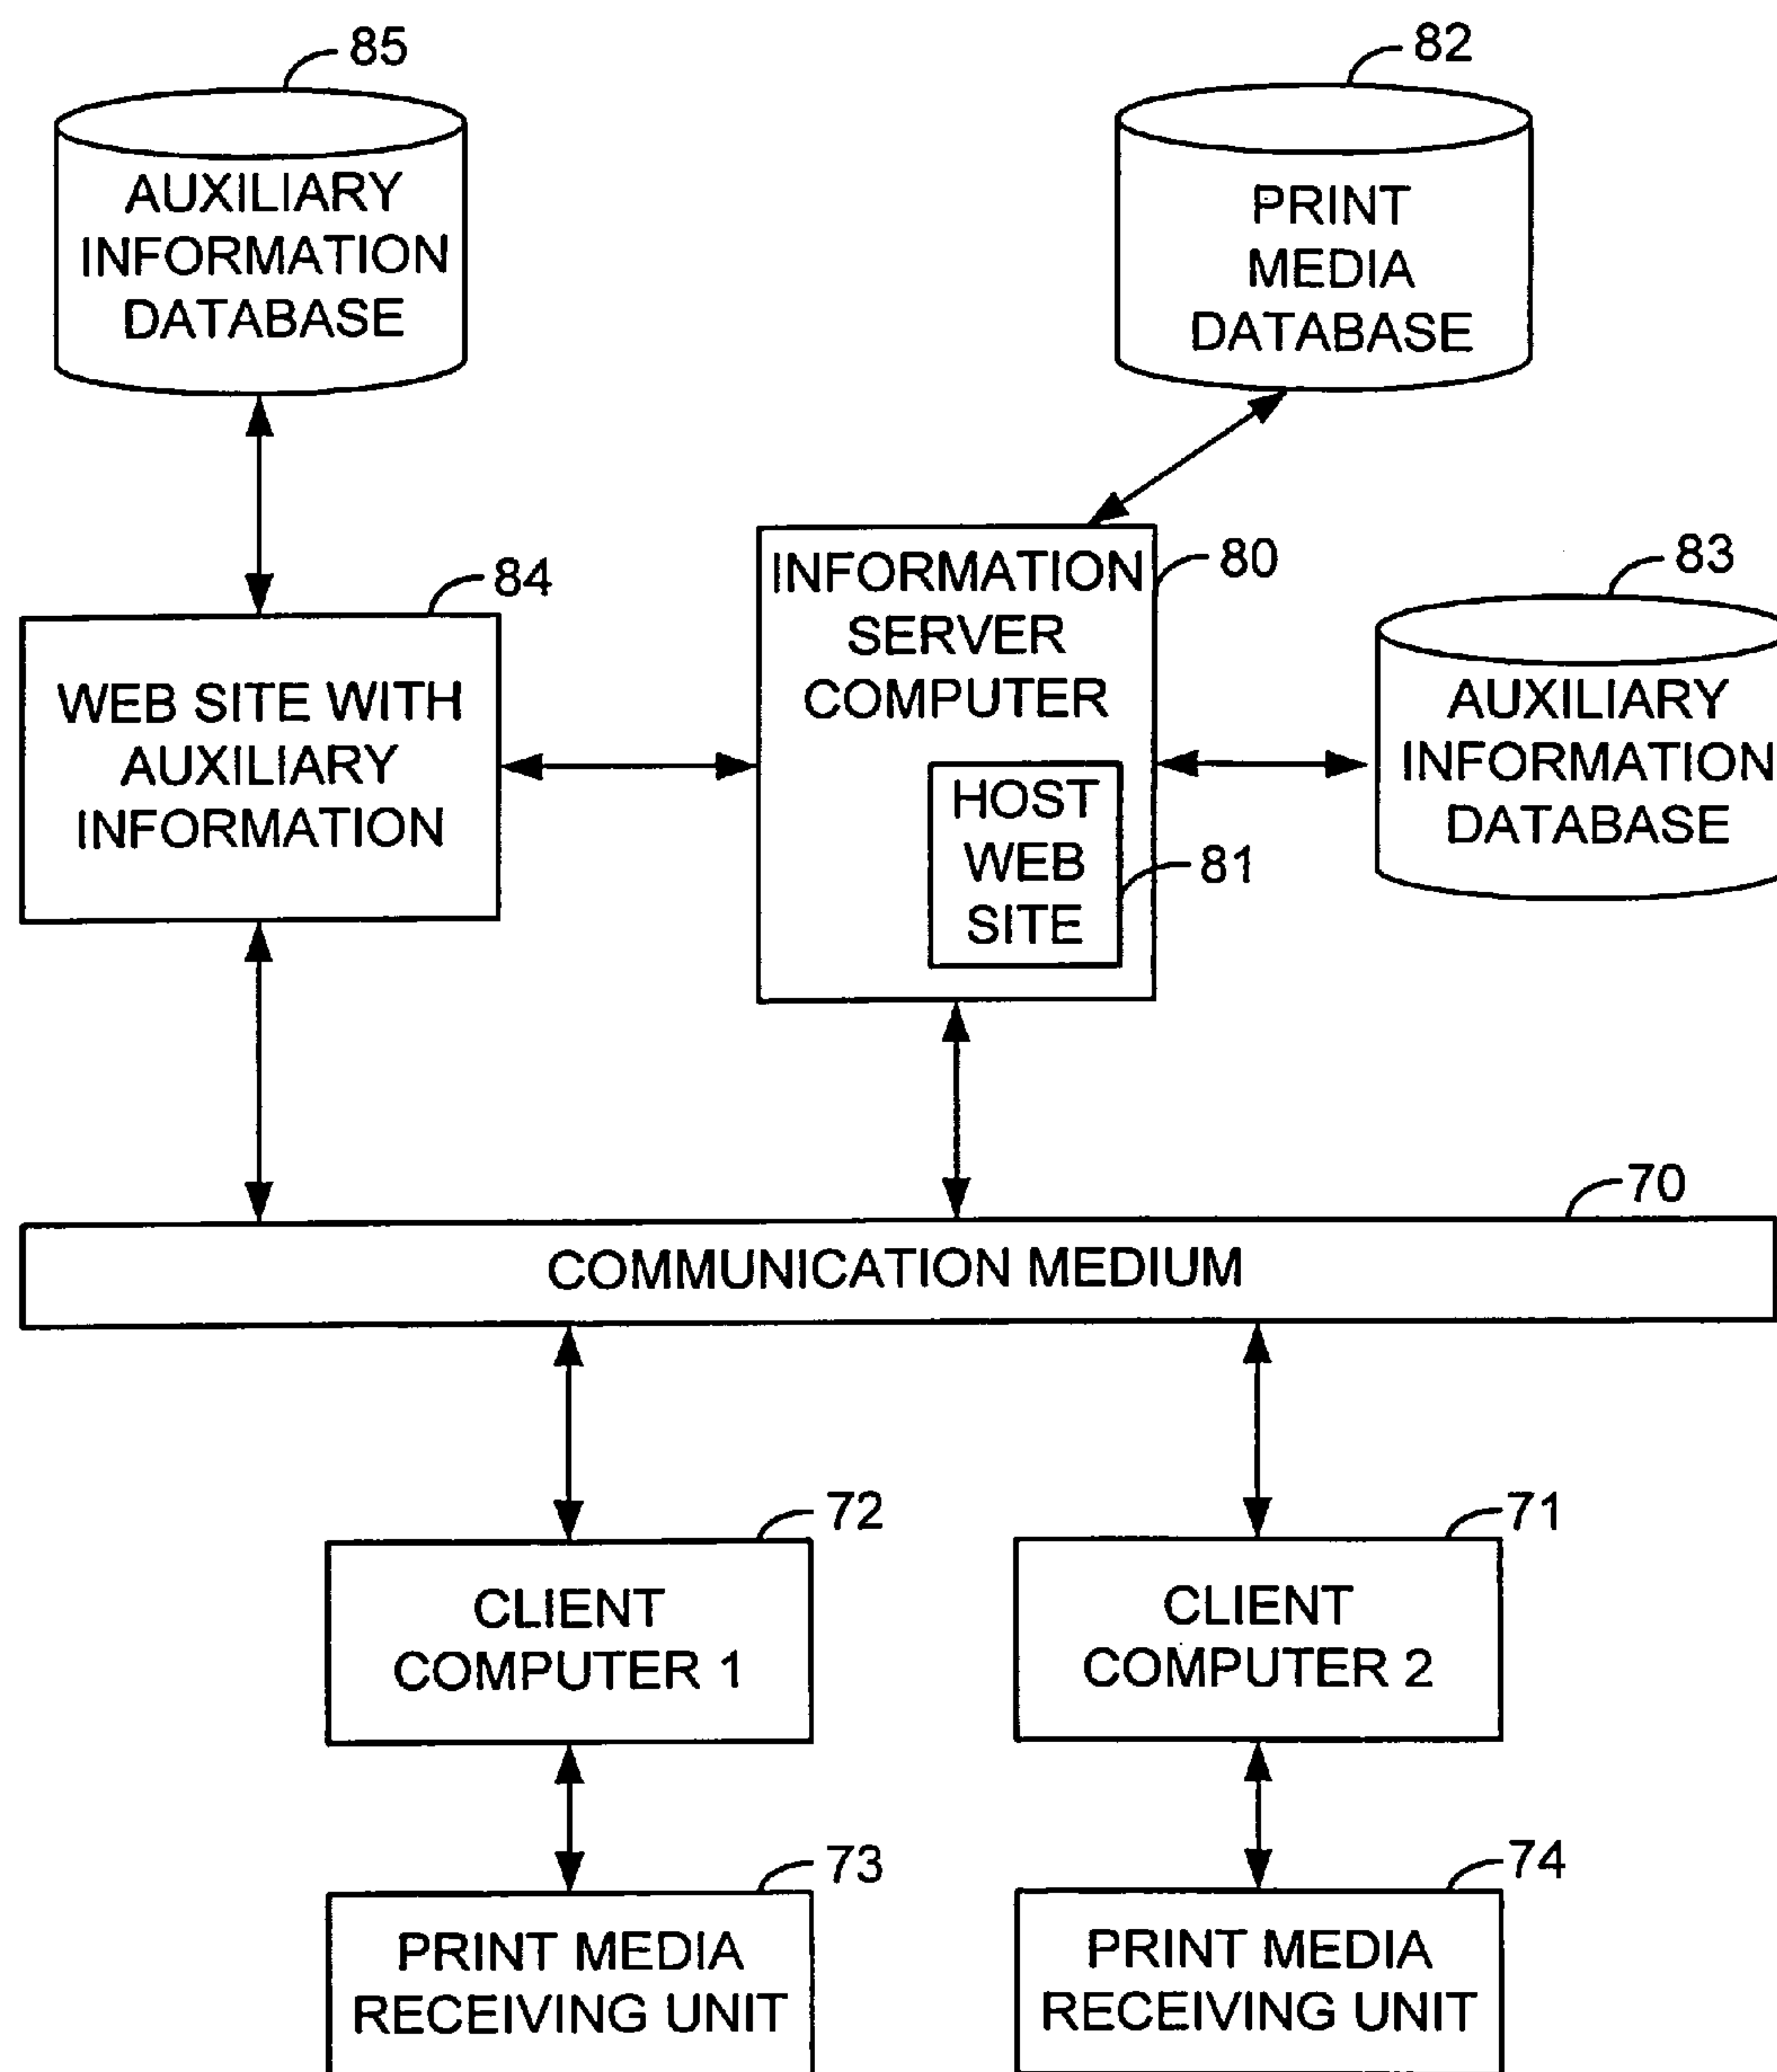 85
AUXILIARY
INFORMATION
DATABASE
82
PRINT
MEDIA
DATABASE
84
WEB SITE WITH
AUXILIARY
INFORMATION
80
INFORMATION
SERVER
COMPUTER
HOST
WEB
SITE
81
83
AUXILIARY
INFORMATION
DATABASE
70
COMMUNICATION MEDIUM
72
CLIENT
COMPUTER 1
71
CLIENT
COMPUTER 2
73
PRINT MEDIA
RECEIVING UNIT
74
PRINT MEDIA
RECEIVING UNIT